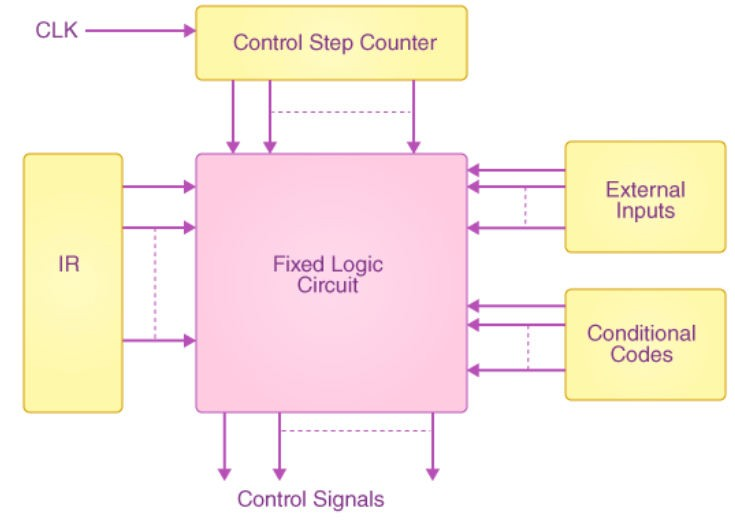 CLK
Control Step Counter
IR
Fixed Logic
Circuit
External
Inputs
Conditional
Codes
Control Signals